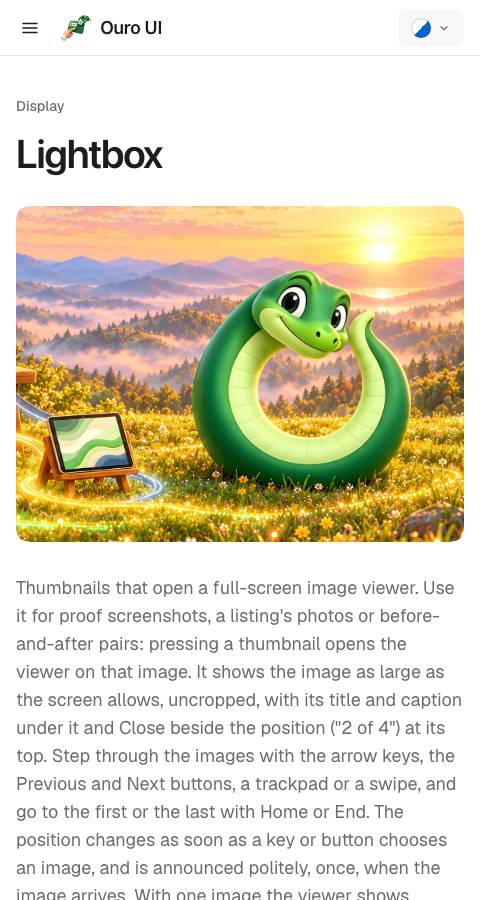 Ouro UI
Display
Lightbox
Thumbnails that open a full-screen image viewer. Use
it for proof screenshots, a listing's photos or before-
and-after pairs: pressing a thumbnail opens the
viewer on that image. It shows the image as large as
the screen allows, uncropped, with its title and caption
under it and Close beside the position ("2 of 4") at its
top. Step through the images with the arrow keys, the
Previous and Next buttons, a trackpad or a swipe, and
go to the first or the last with Home or End. The
position changes as soon as a key or button chooses
an image, and is announced politely, once, when the
image arrives. With one image the viewer shows